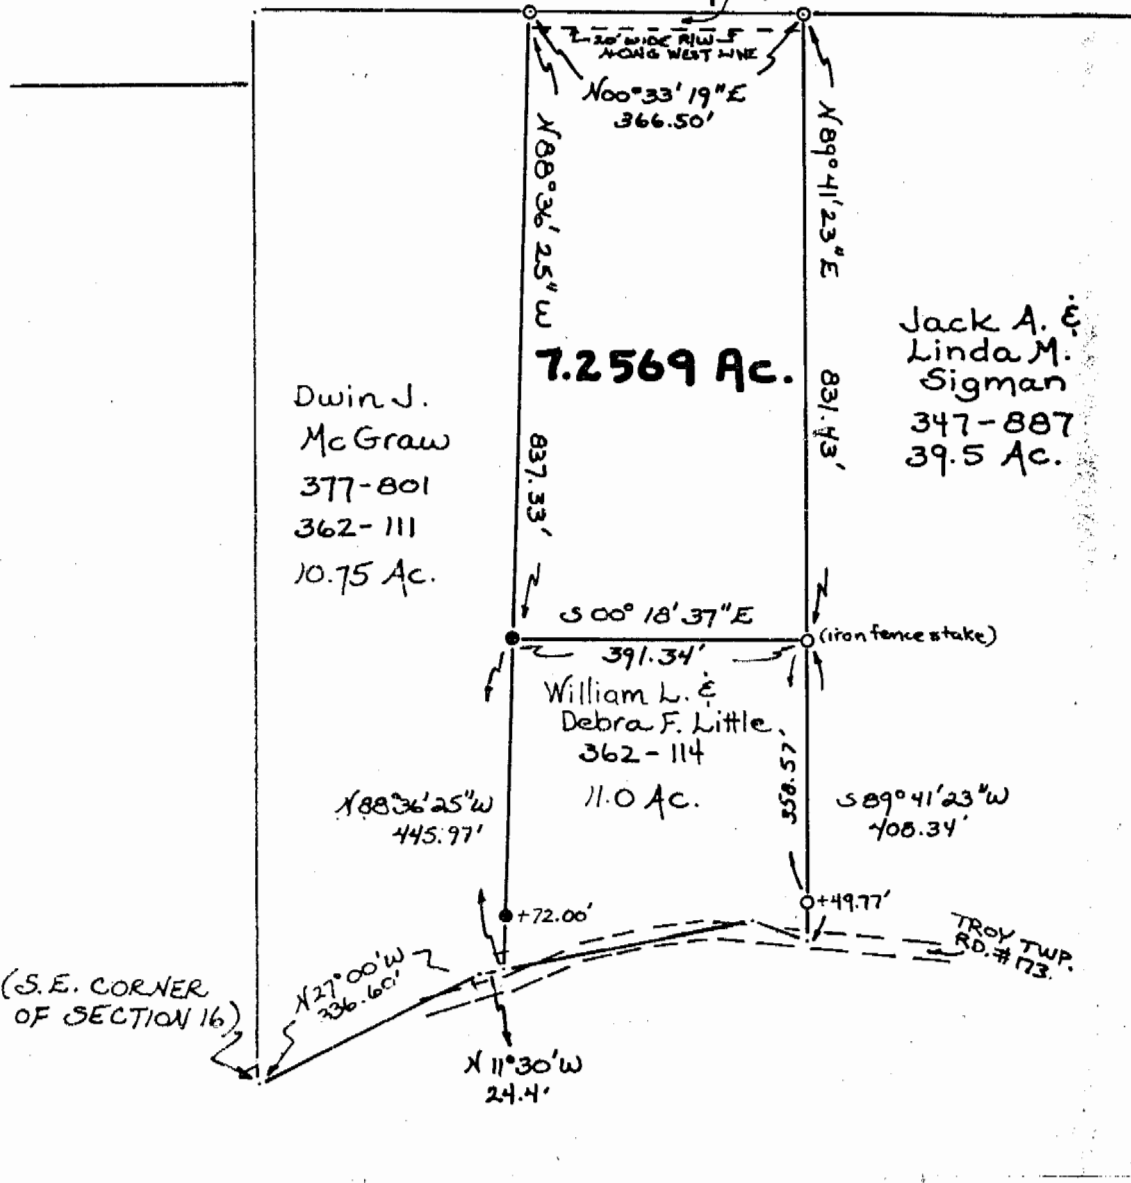 20' WIDE R/W
ALONG WEST LINE
N00°33'19"E
366.50'
N88°36'25"W
837.33'
N89°41'23"E
831.43'
7.2569 Ac.
Jack A. &
Linda M.
Sigman
347-887
39.5 Ac.
Dwin J.
McGraw
377-801
362-111
10.75 Ac.
S 00° 18' 37"E
391.34'
(iron fence stake)
William L. &
Debra F. Little
362-114
11.0 Ac.
358.57'
N88°36'25"W
445.97'
S89°41'23"W
408.34'
+72.00'
+49.77'
TROY TWP.
RD. # 173.
(S.E. CORNER
OF SECTION 16)
N27°00'W
336.60'
N 11°30'W
24.4'